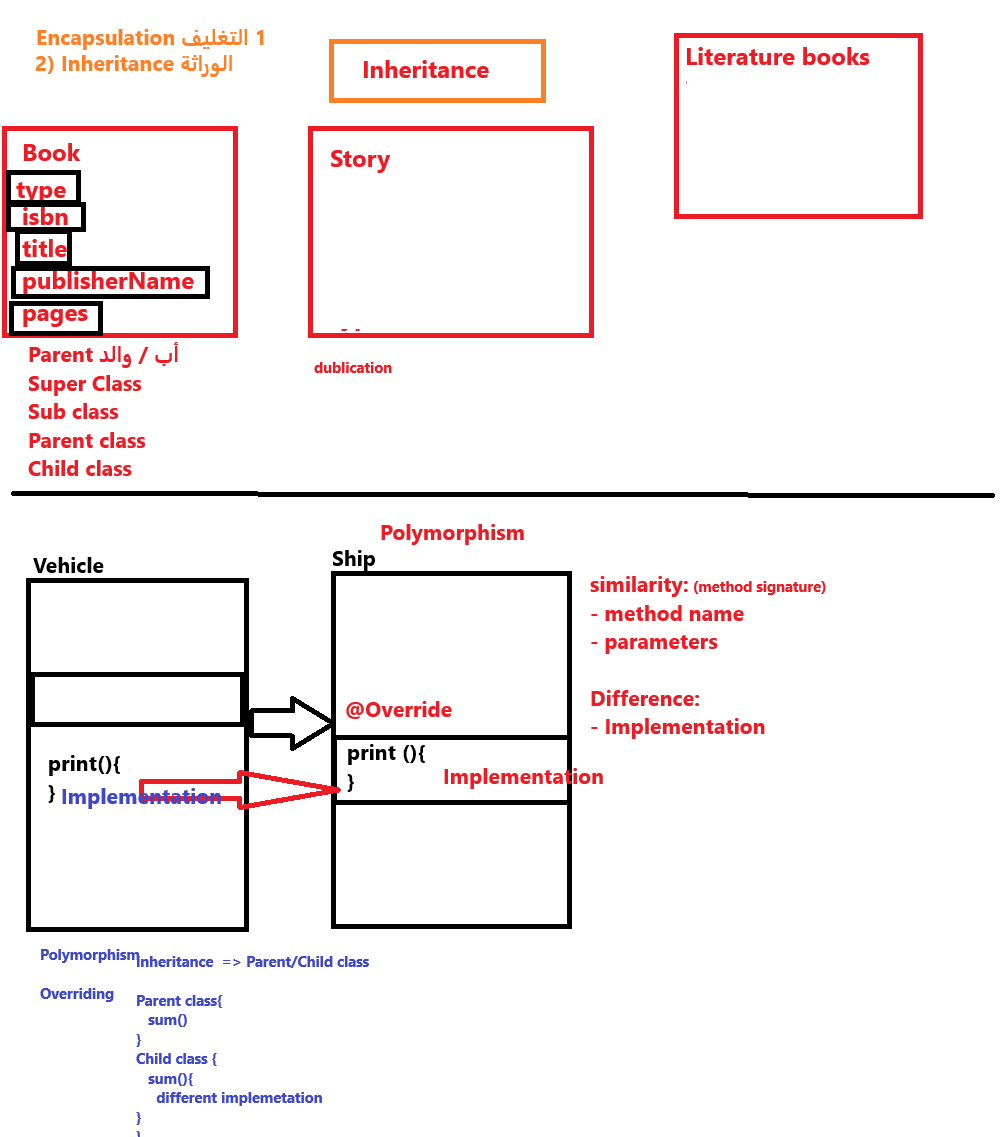 Encapsulation التغليف 1
2) Inheritance الوراثة
Inheritance
Literature books
Book
type
isbn
title
publisherName
pages
Story
dublication
Parent أب / والد
Super Class
Sub class
Parent class
Child class
Polymorphism
Vehicle
Ship
similarity: (method signature)
- method name
- parameters
Difference:
- Implementation
@Override
print(){
} Implementation
print (){
}
Implementation
Polymorphism
Inheritance => Parent/Child class
Overriding
Parent class{
sum()
}
Child class {
sum(){
different implemetation
}